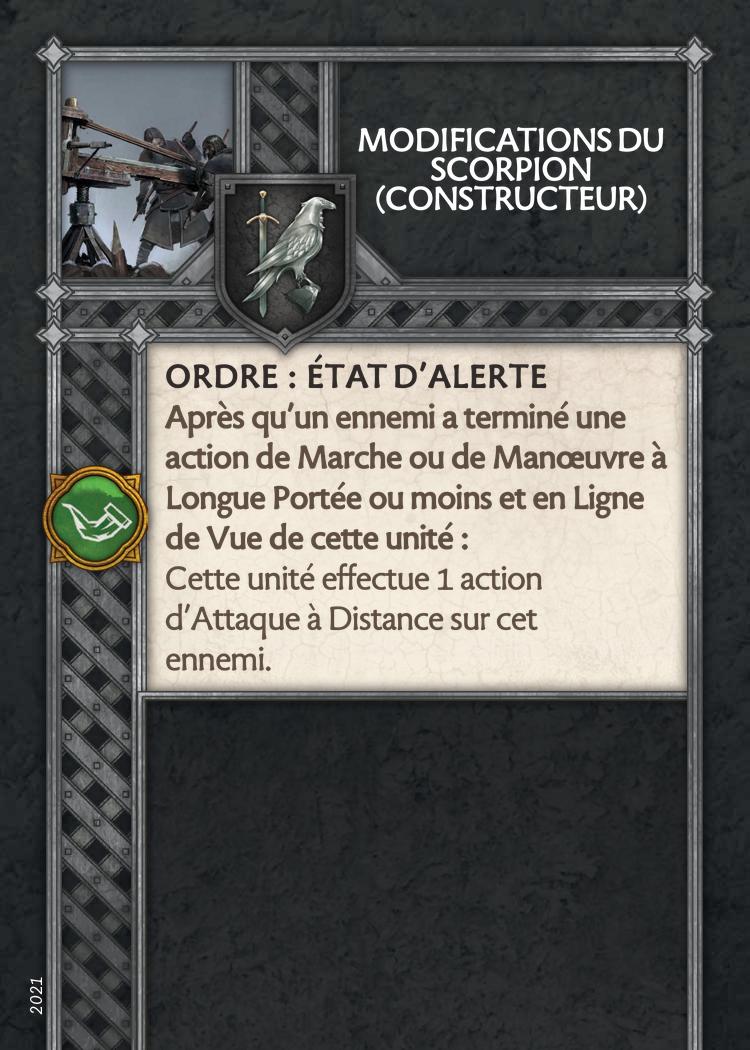 MODIFICATIONS DU
SCORPION
(CONSTRUCTEUR)
ORDRE : ÉTAT D'ALERTE
Après qu'un ennemi a terminé une
action de Marche ou de Manœuvre à
Longue Portée ou moins et en Ligne
de Vue de cette unité :
Cette unité effectue 1 action
d'Attaque à Distance sur cet
ennemi.
2021